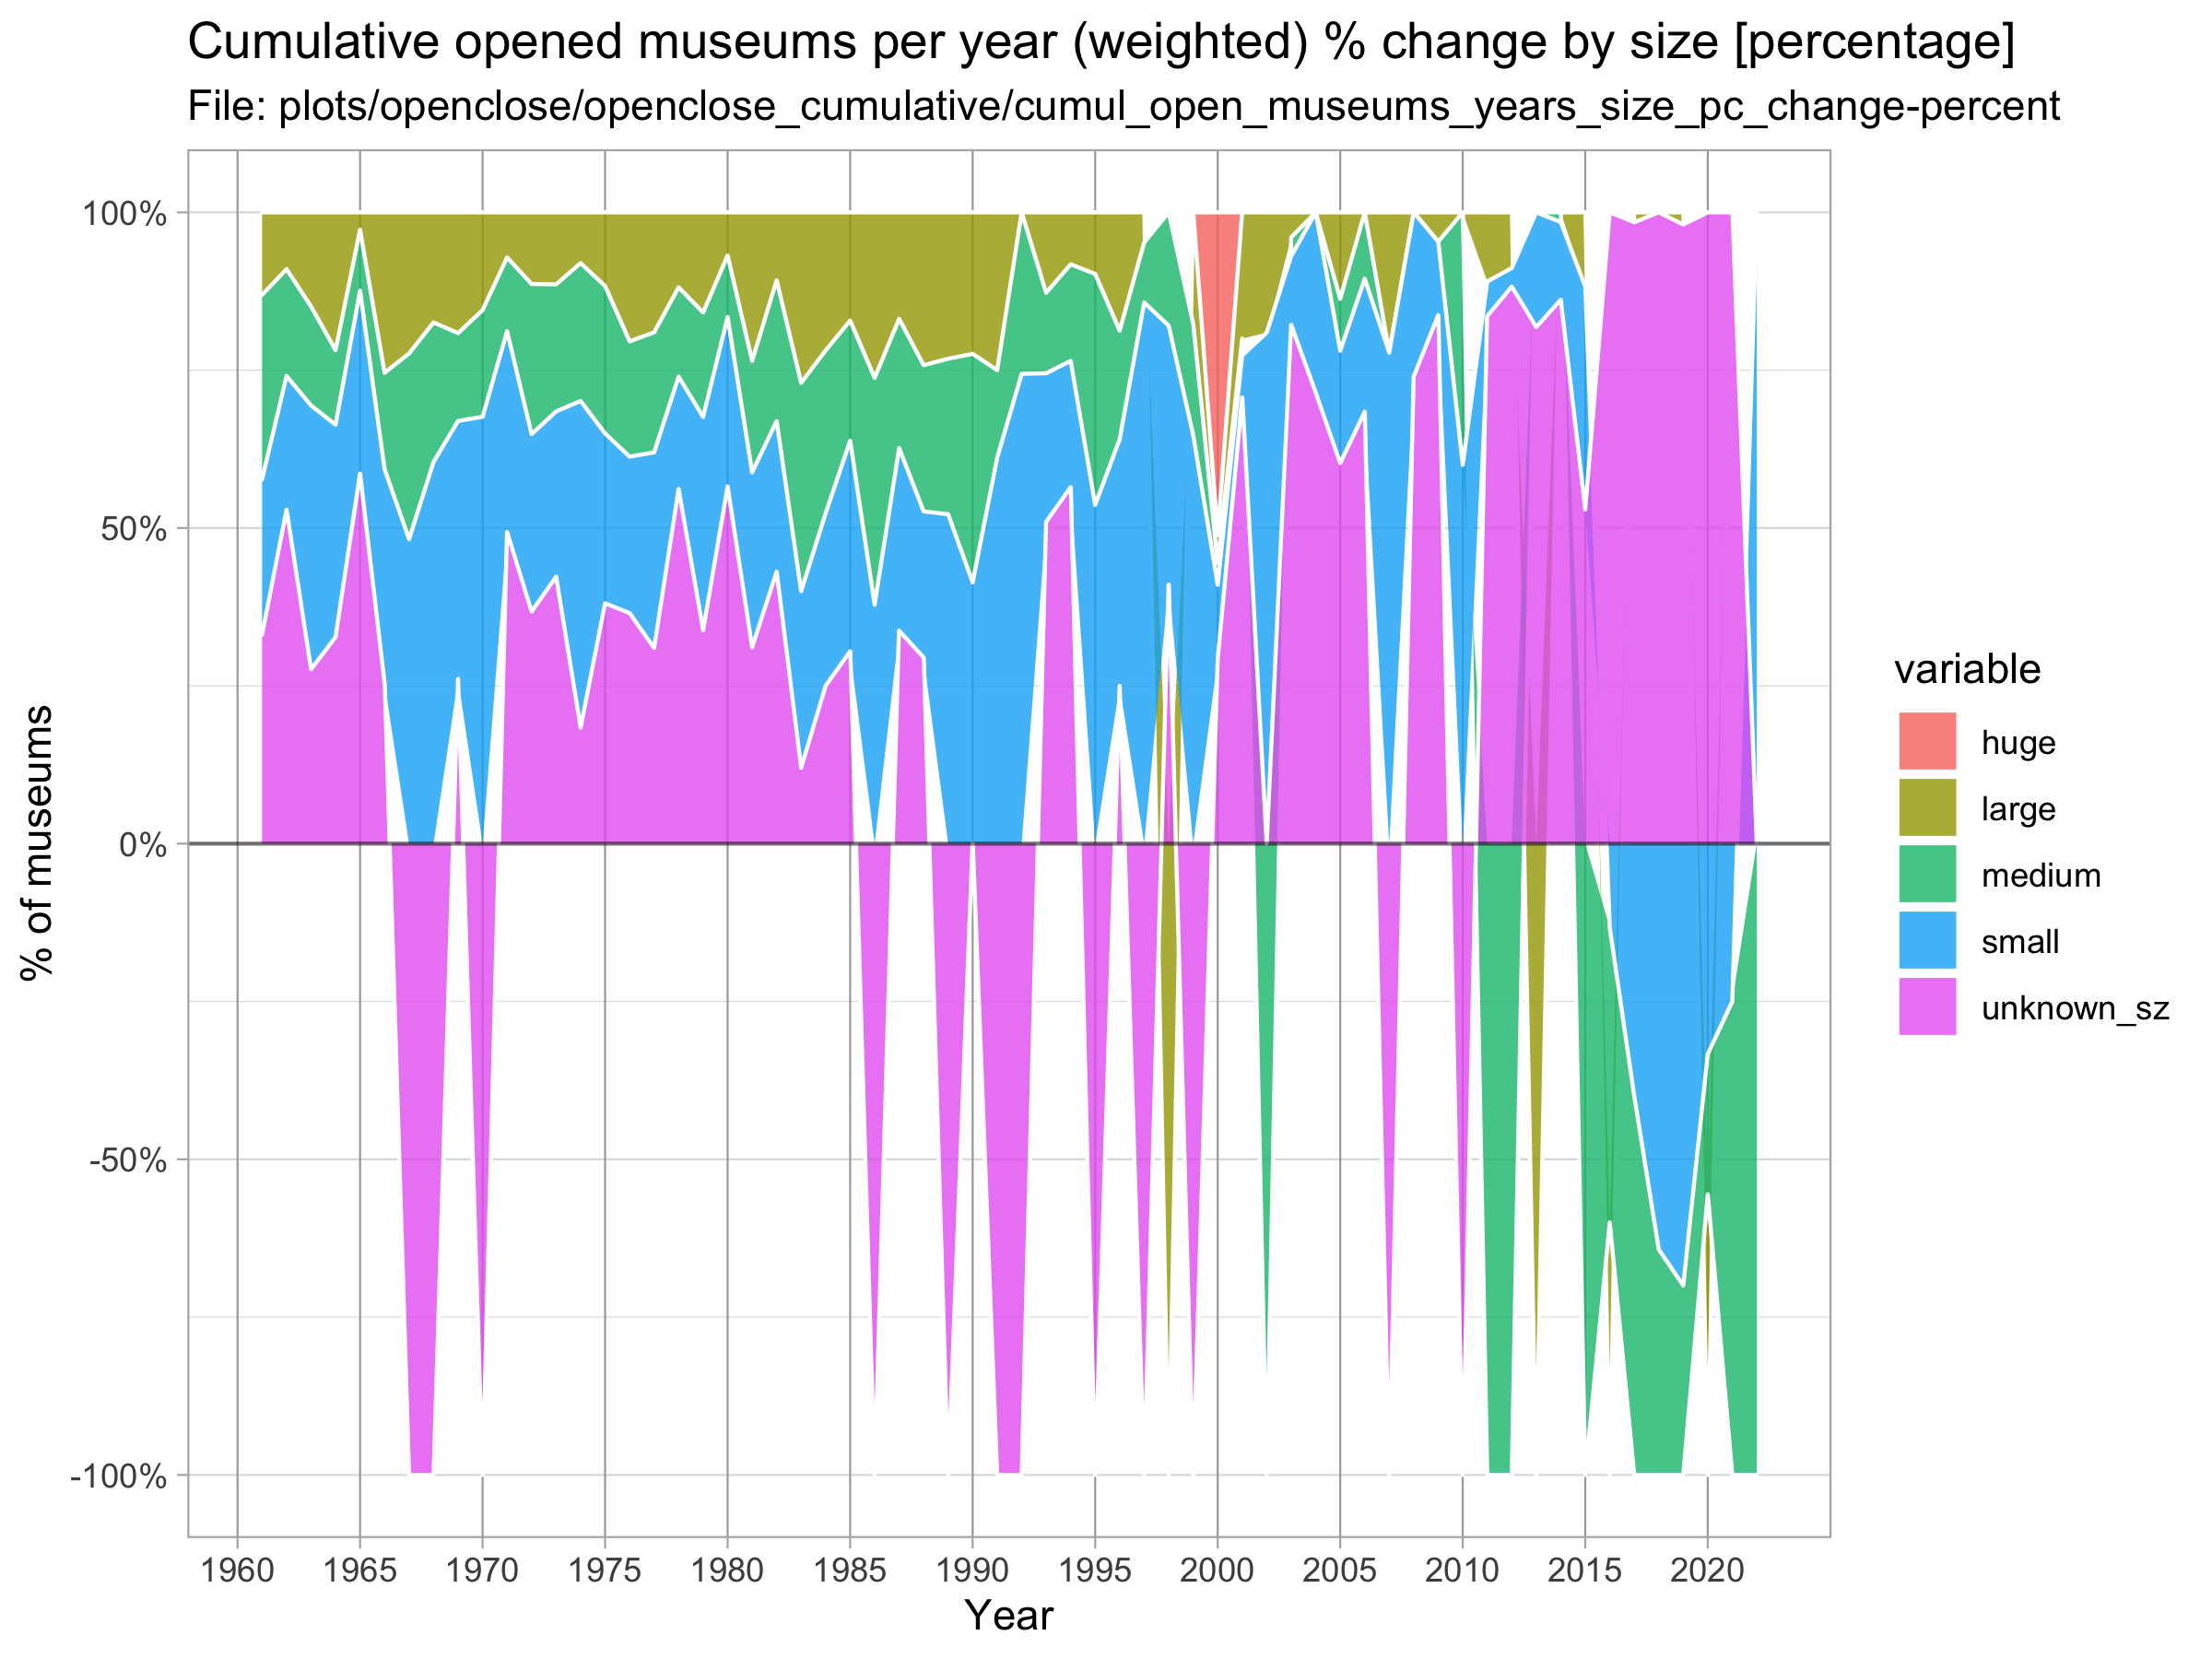 Cumulative opened museums per year (weighted) % change by size [percentage]
File: plots/openclose/openclose_cumulative/cumul_open_museums_years_size_pc_change-percent
100%
50%
0%
-50%
-100%
% of museums
1960 1965 1970 1975 1980 1985 1990 1995 2000 2005 2010 2015 2020
Year
variable
huge
large
medium
small
unknown_sz